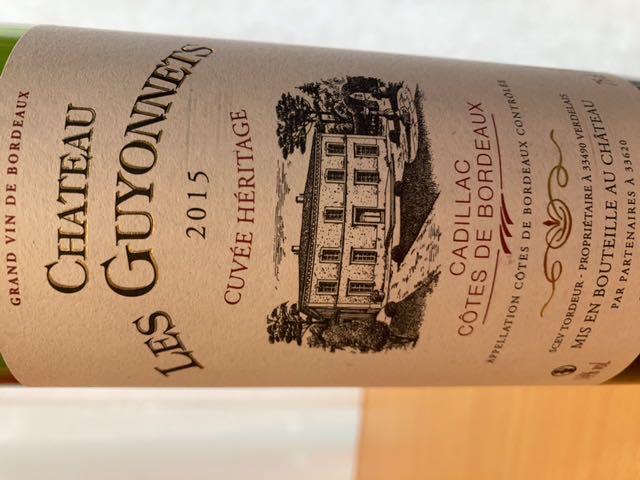 GRAND VIN DE BORDEAUX
CHATEAU
LES GUYONNETS
2015
CUVÉE HÉRITAGE
CADILLAC
CÔTES DE BORDEAUX
APPELLATION CÔTES DE BORDEAUX CONTRÔLÉE
SCEV TORDEUR - PROPRIÉTAIRE À 33490 VERDELAIS
MIS EN BOUTEILLE AU CHÂTEAU
PAR PARTENAIRES À 33620